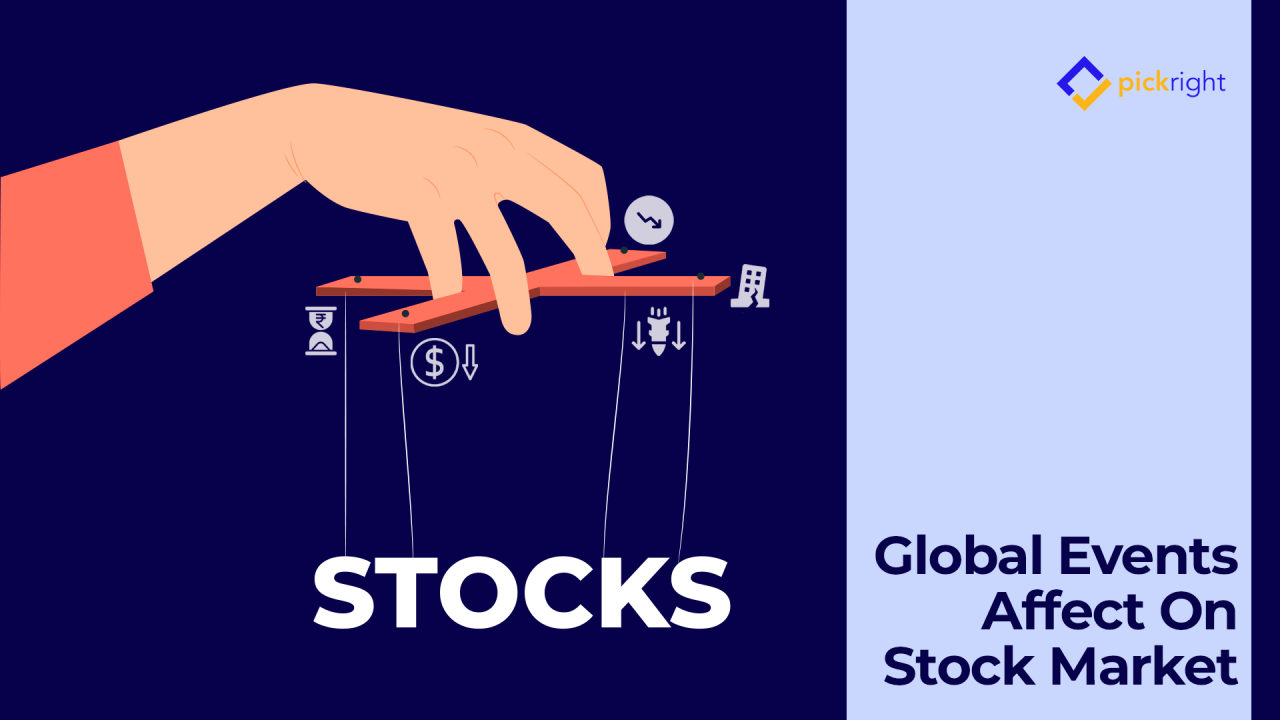 pickright
₹
$
STOCKS
Global Events
Affect On
Stock Market